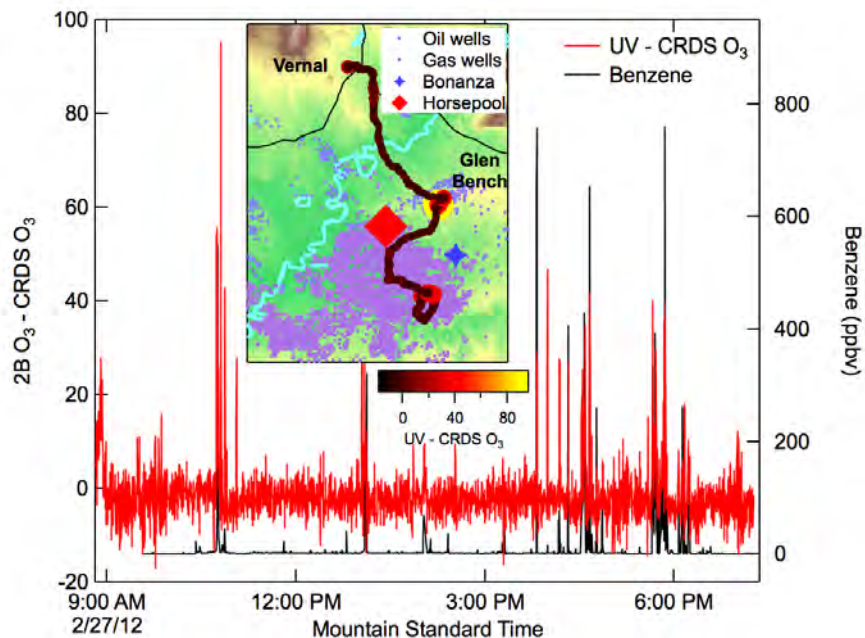 100
80
60
40
20
0
-20
2B O3 - CRDS O3
800
600
400
200
0
Benzene (ppbv)
UV - CRDS O3
Benzene
Oil wells
Gas wells
Bonanza
Horsepool
Vernal
Glen
Bench
0 40 80
UV - CRDS O3
9:00 AM 12:00 PM 3:00 PM 6:00 PM
2/27/12
Mountain Standard Time